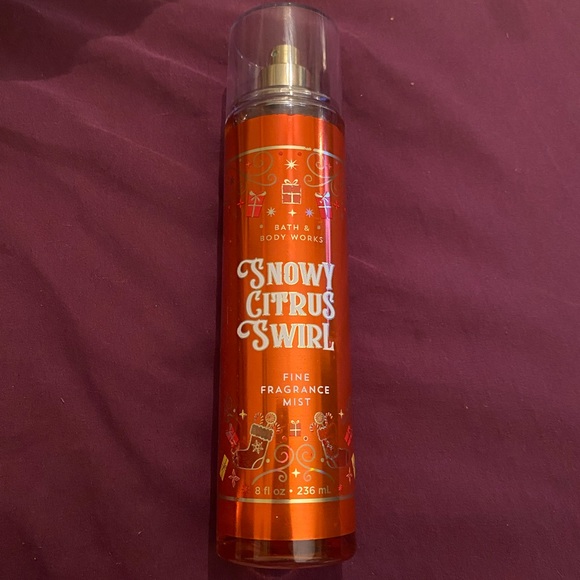 BATH &
BODY WORKS
SNOWY
CITRUS
SWIRL
FINE
FRAGRANCE
MIST
8 fl oz • 236 mL